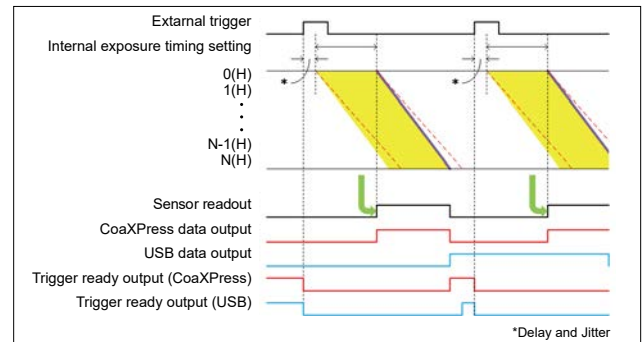 Extarnal trigger
Internal exposure timing setting
0(H)
1(H)
•
•
•
N-1(H)
N(H)
*
*
Sensor readout
CoaXPress data output
USB data output
Trigger ready output (CoaXPress)
Trigger ready output (USB)
*Delay and Jitter